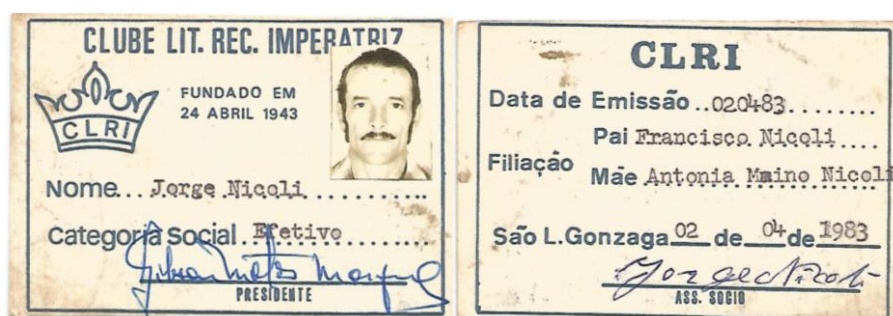 CLUBE LIT. REC. IMPERATRIZ
FUNDADO EM
24 ABRIL 1943
CLRI
Nome... Jorge Nicoli
Categoria Social. Efetivo
PRESIDENTE
CLRI
Data de Emissão..020483.......
Pai Francisco Nicoli....
Filiação
Mãe Antonia Maino Nicoli
São L.Gonzaga 02 de 04 de 1983
Jorge Nicoli
ASS. SOCIO